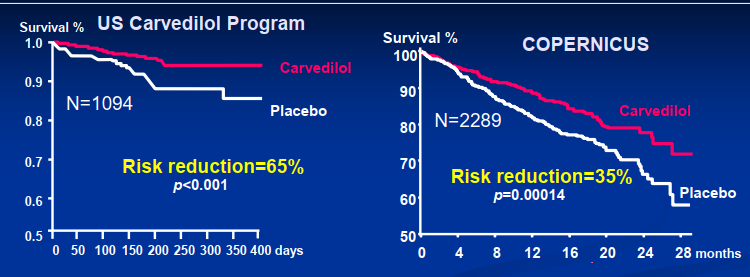 US Carvedilol Program
Survival %
1.0
0.9
0.8
0.7
0.6
0.5
Carvedilol
Placebo
N=1094
Risk reduction=65%
p<.001
0 50 100 150 200 250 300 350 400 days
COPERNICUS
Survival %
100
90
80
70
60
50
Carvedilol
N=2289
Risk reduction=35%
p=0.00014
Placebo
0 4 8 12 16 20 24 28 months